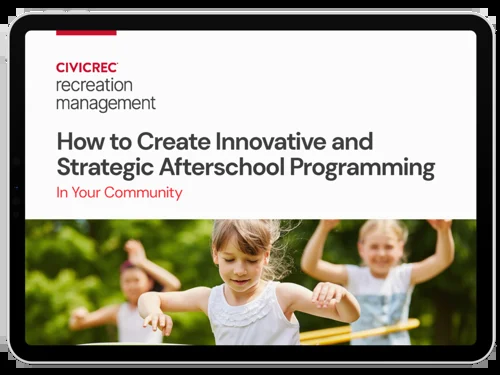 CIVICREC
recreation
management
How to Create Innovative and
Strategic Afterschool Programming
In Your Community